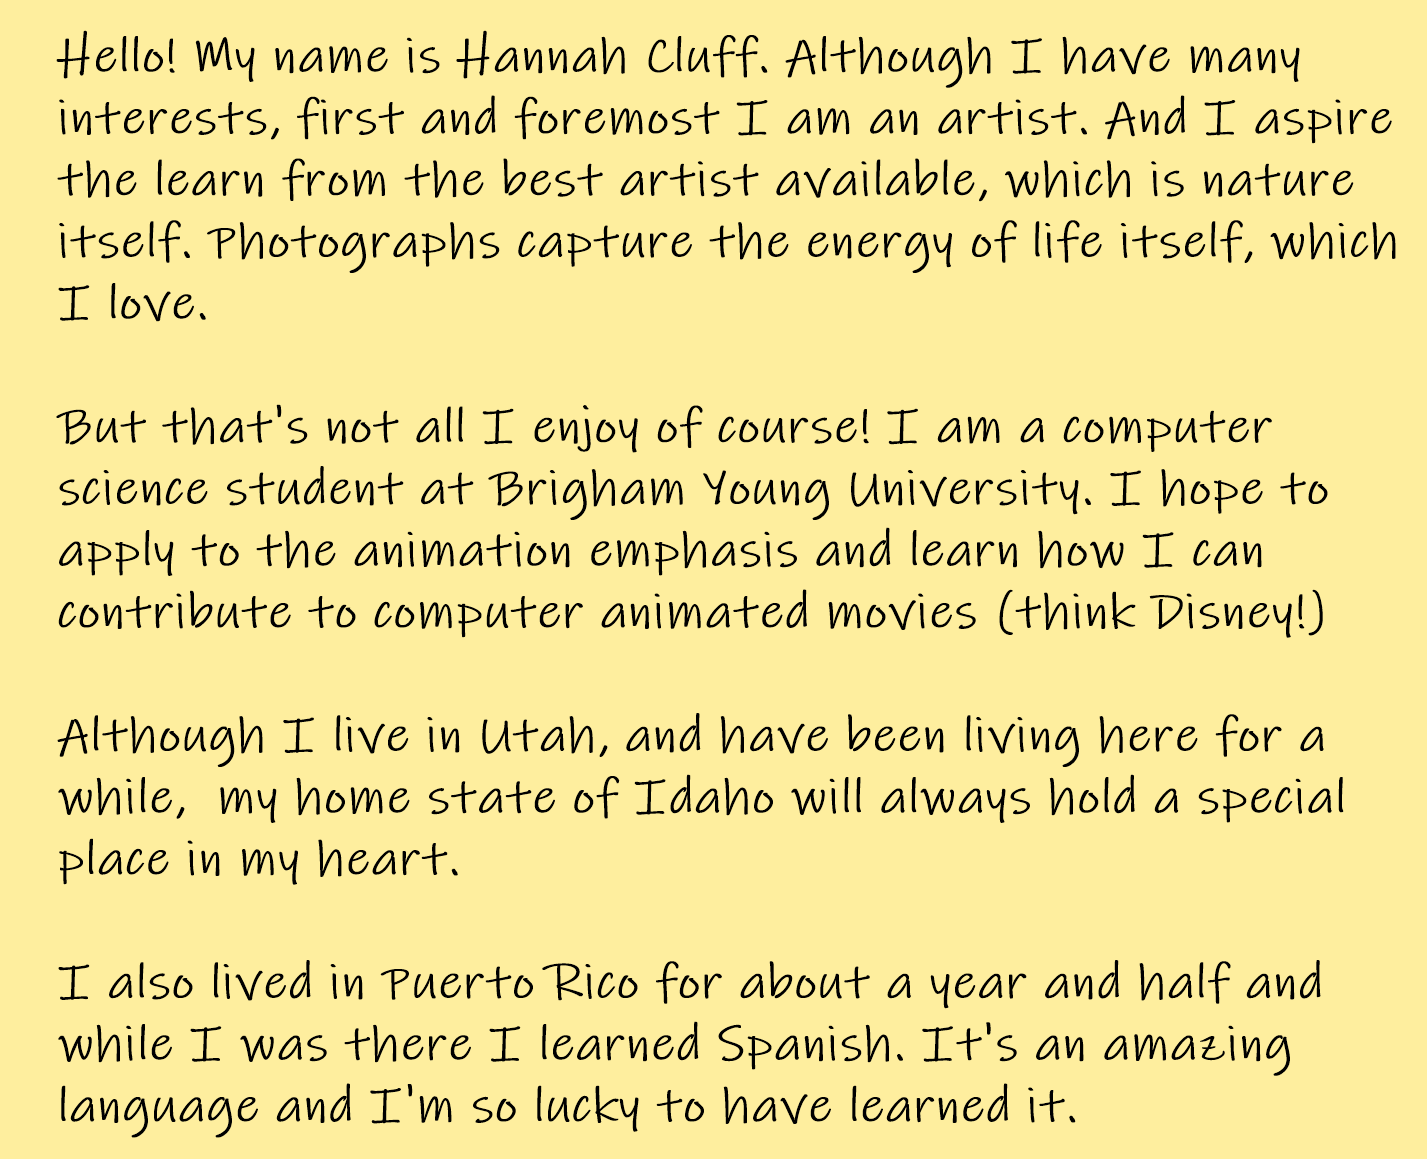 Hello! My name is Hannah Cluff. Although I have many
interests, first and foremost I am an artist. And I aspire
the learn from the best artist available, which is nature
itself. Photographs capture the energy of life itself, which
I love.
But that's not all I enjoy of course! I am a computer
science student at Brigham Young University. I hope to
apply to the animation emphasis and learn how I can
contribute to computer animated movies (think Disney!)
Although I live in Utah, and have been living here for a
while, my home state of Idaho will always hold a special
place in my heart.
I also lived in Puerto Rico for about a year and half and
while I was there I learned Spanish. It's an amazing
language and I'm so lucky to have learned it.